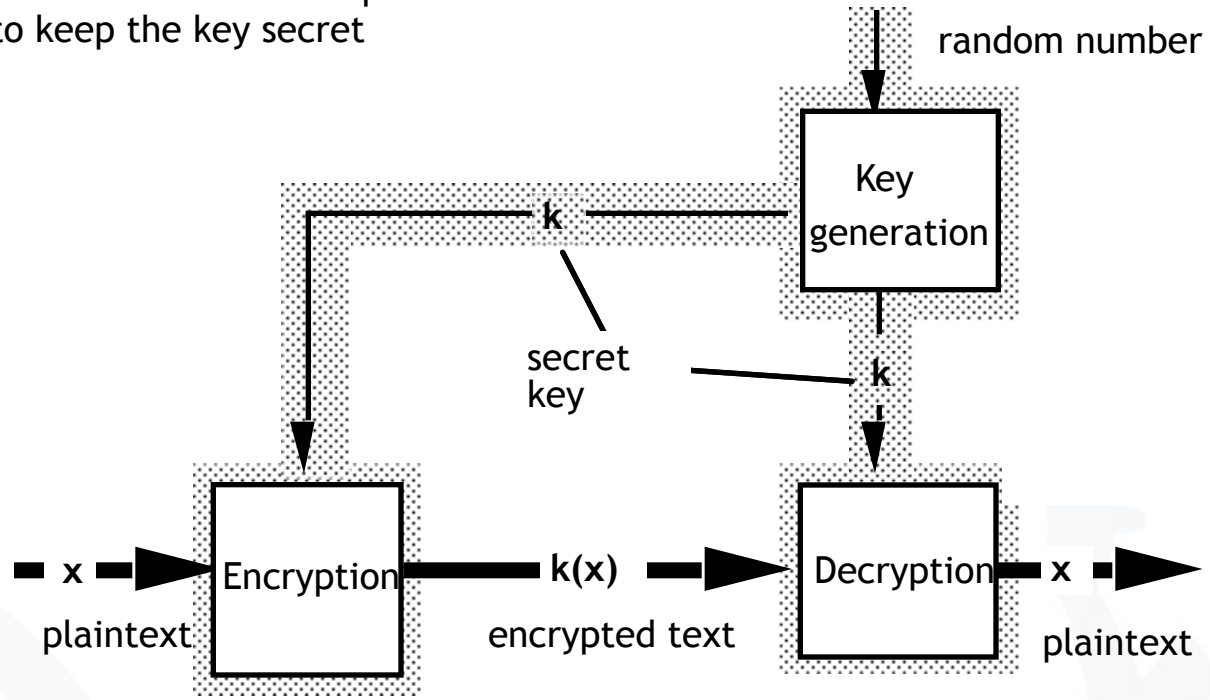 to keep the key secret
random number
Key
generation
k
secret
key
k
x
Encryption
k(x)
Decryption
x
plaintext
encrypted text
plaintext